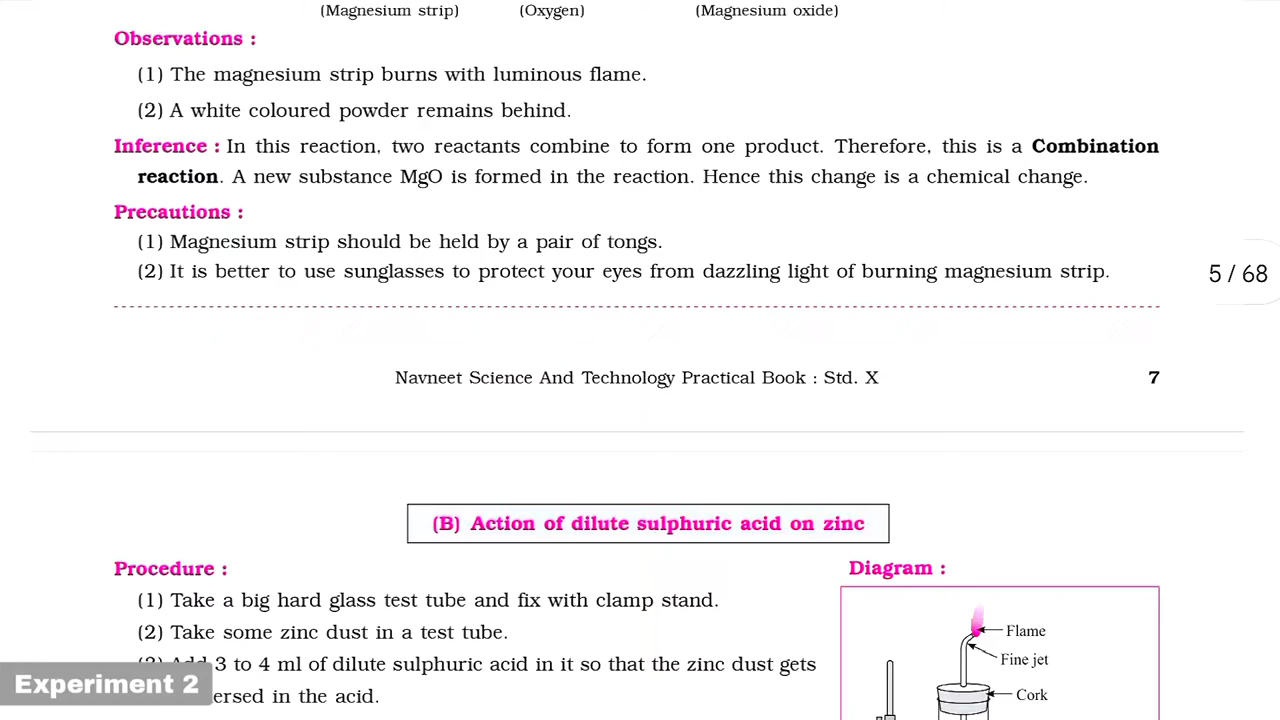 (Magnesium strip) (Oxygen) (Magnesium oxide)
Observations :
(1) The magnesium strip burns with luminous flame.
(2) A white coloured powder remains behind.
Inference : In this reaction, two reactants combine to form one product. Therefore, this is a Combination
reaction. A new substance MgO is formed in the reaction. Hence this change is a chemical change.
Precautions :
(1) Magnesium strip should be held by a pair of tongs.
(2) It is better to use sunglasses to protect your eyes from dazzling light of burning magnesium strip.
5 / 68
Navneet Science And Technology Practical Book : Std. X 7
(B) Action of dilute sulphuric acid on zinc
Procedure :
(1) Take a big hard glass test tube and fix with clamp stand.
(2) Take some zinc dust in a test tube.
3 to 4 ml of dilute sulphuric acid in it so that the zinc dust gets
ersed in the acid.
Diagram :
Flame
Fine jet
Cork
Experiment 2